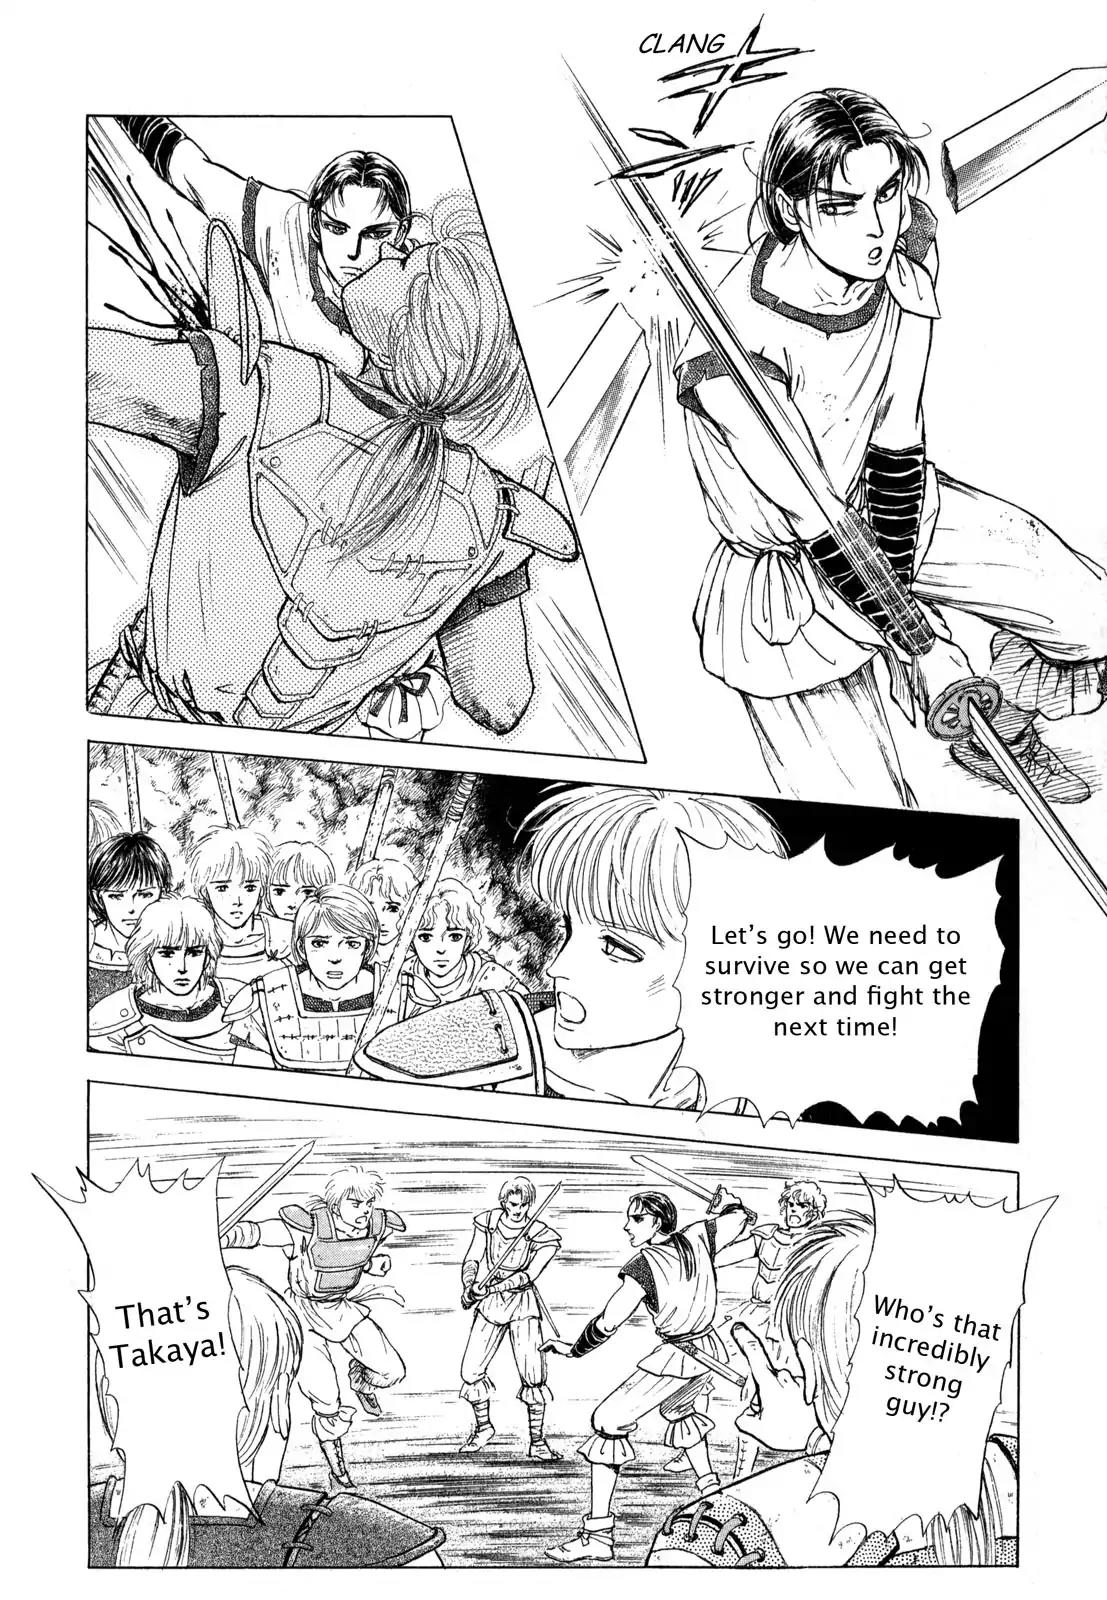 CLANG
Let's go! We need to
survive so we can get
stronger and fight the
next time!
Who's that
incredibly
strong
guy!?
That's
Takaya!